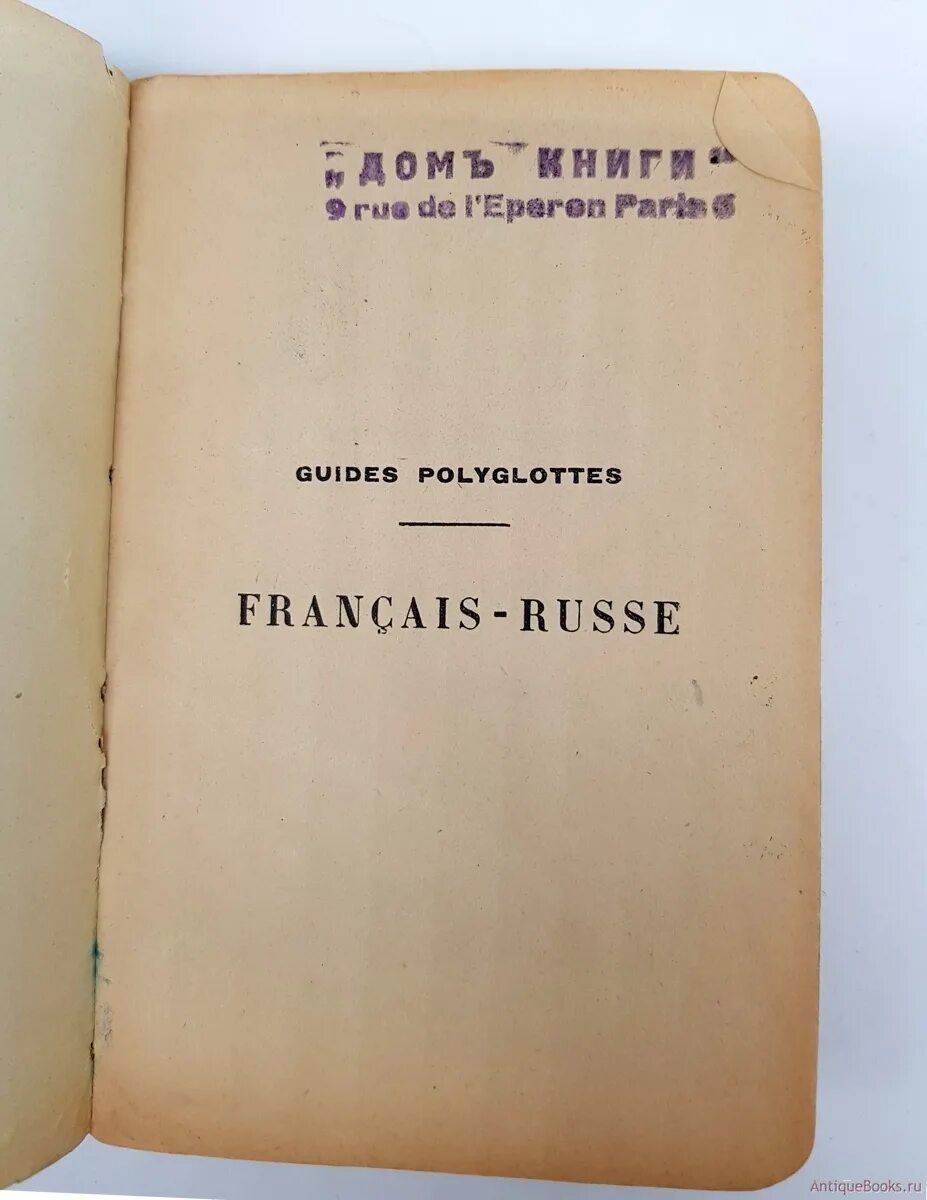 „ДОМЪ КНИГИ“
9 rue de l'Eperon Paris 6
GUIDES POLYGLOTTES
FRANÇAIS-RUSSE
AntiqueBooks.ru